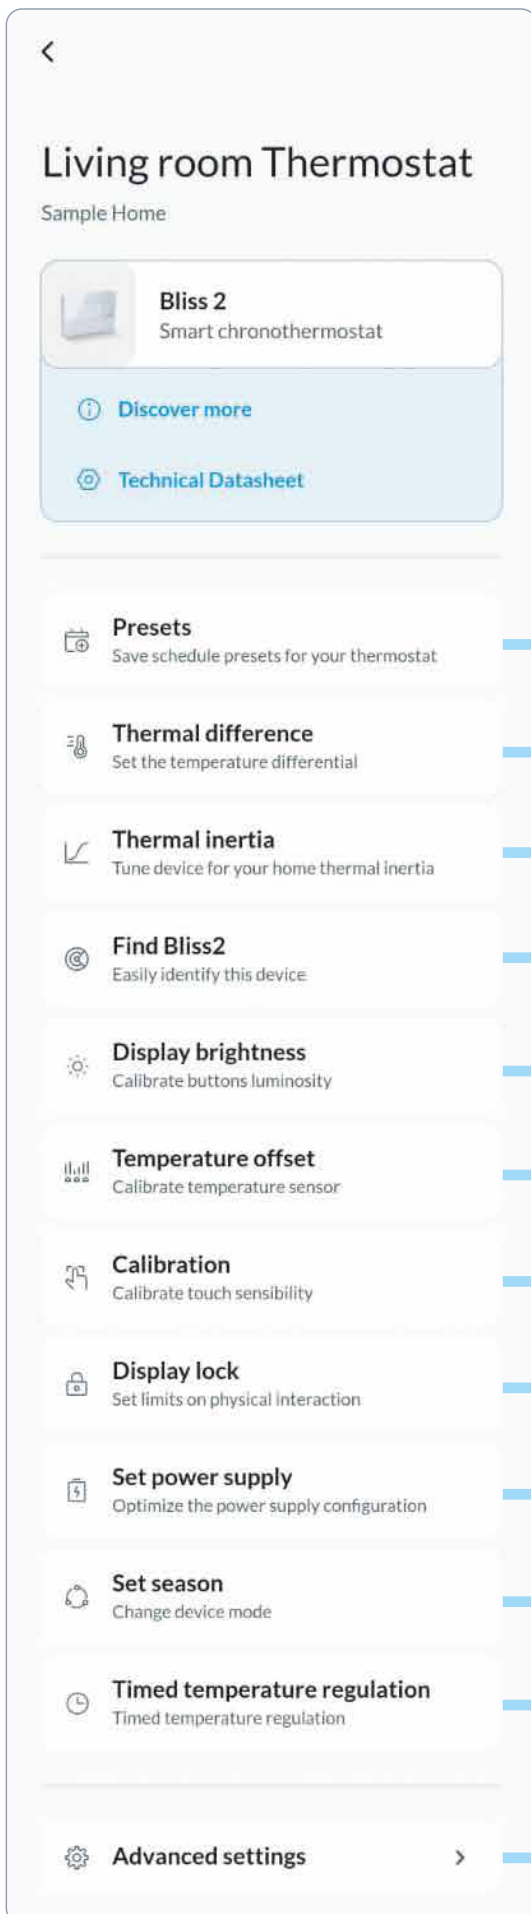 Living room Thermostat
Sample Home
Bliss 2
Smart chronothermostat
Discover more
Technical Datasheet
Presets
Save schedule presets for your thermostat
Thermal difference
Set the temperature differential
Thermal inertia
Tune device for your home thermal inertia
Find Bliss2
Easily identify this device
Display brightness
Calibrate buttons luminosity
Temperature offset
Calibrate temperature sensor
Calibration
Calibrate touch sensibility
Display lock
Set limits on physical interaction
Set power supply
Optimize the power supply configuration
Set season
Change device mode
Timed temperature regulation
Timed temperature regulation
Advanced settings